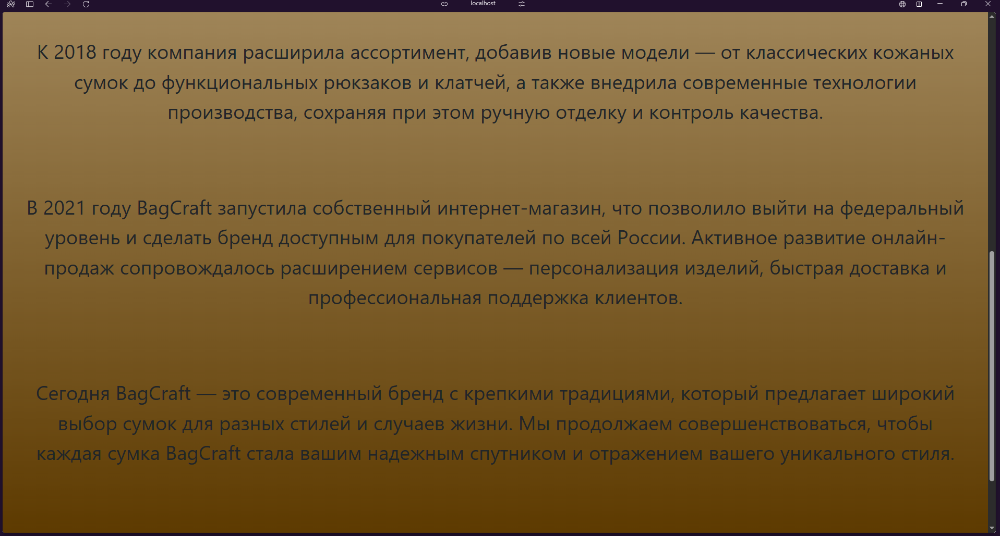 localhost
К 2018 году компания расширила ассортимент, добавив новые модели — от классических кожаных
сумок до функциональных рюкзаков и клатчей, а также внедрила современные технологии
производства, сохраняя при этом ручную отделку и контроль качества.
В 2021 году BagCraft запустила собственный интернет-магазин, что позволило выйти на федеральный
уровень и сделать бренд доступным для покупателей по всей России. Активное развитие онлайн-
продаж сопровождалось расширением сервисов — персонализация изделий, быстрая доставка и
профессиональная поддержка клиентов.
Сегодня BagCraft — это современный бренд с крепкими традициями, который предлагает широкий
выбор сумок для разных стилей и случаев жизни. Мы продолжаем совершенствоваться, чтобы
каждая сумка BagCraft стала вашим надежным спутником и отражением вашего уникального стиля.